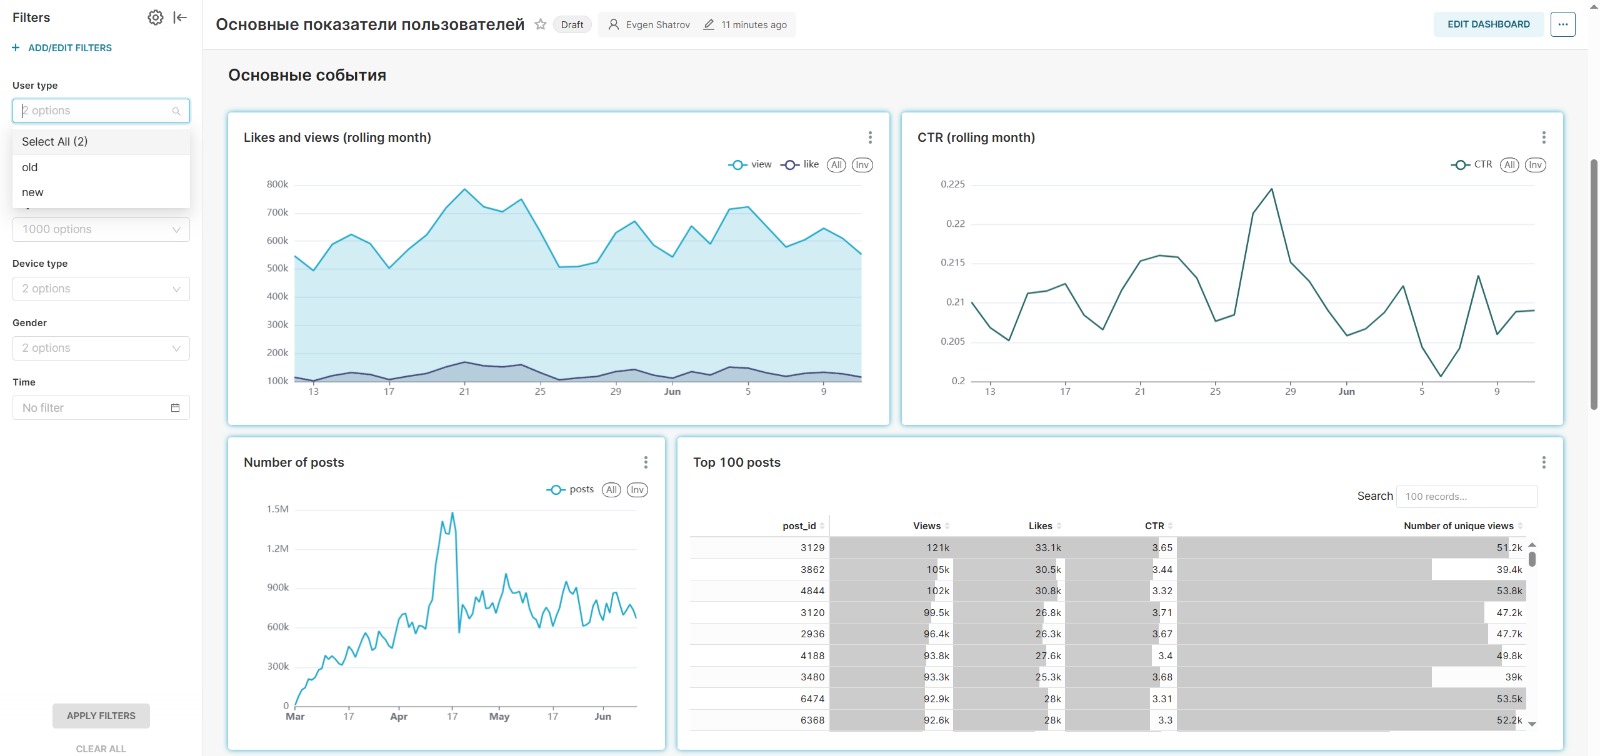 Filters
+ ADD/EDIT FILTERS
User type
2 options
Select All (2)
old
new
1000 options
Device type
2 options
Gender
2 options
Time
No filter
APPLY FILTERS
CLEAR ALL
Основные показатели пользователей
Draft
Evgen Shatrov
11 minutes ago
EDIT DASHBOARD
...
Основные события
Likes and views (rolling month)
view like All Inv
800k
700k
600k
500k
400k
300k
200k
100k
13 17 21 25 29 Jun 5 9
CTR (rolling month)
CTR All Inv
0.225
0.22
0.215
0.21
0.205
0.2
13 17 21 25 29 Jun 5 9
Number of posts
posts All Inv
1.5M
1.2M
900k
600k
300k
0
Mar 17 Apr 17 May 17 Jun
Top 100 posts
Search 100 records...
post_id Views Likes CTR Number of unique views
3129 121k 33.1k 3.65 51.2k
3862 105k 30.5k 3.44 39.4k
4844 102k 30.8k 3.32 53.8k
3120 99.5k 26.8k 3.71 47.2k
2936 96.4k 26.3k 3.67 47.7k
4188 93.8k 27.6k 3.4 49.8k
3480 93.3k 25.3k 3.68 39k
6474 92.9k 28k 3.31 53.5k
6368 92.6k 28k 3.3 52.2k